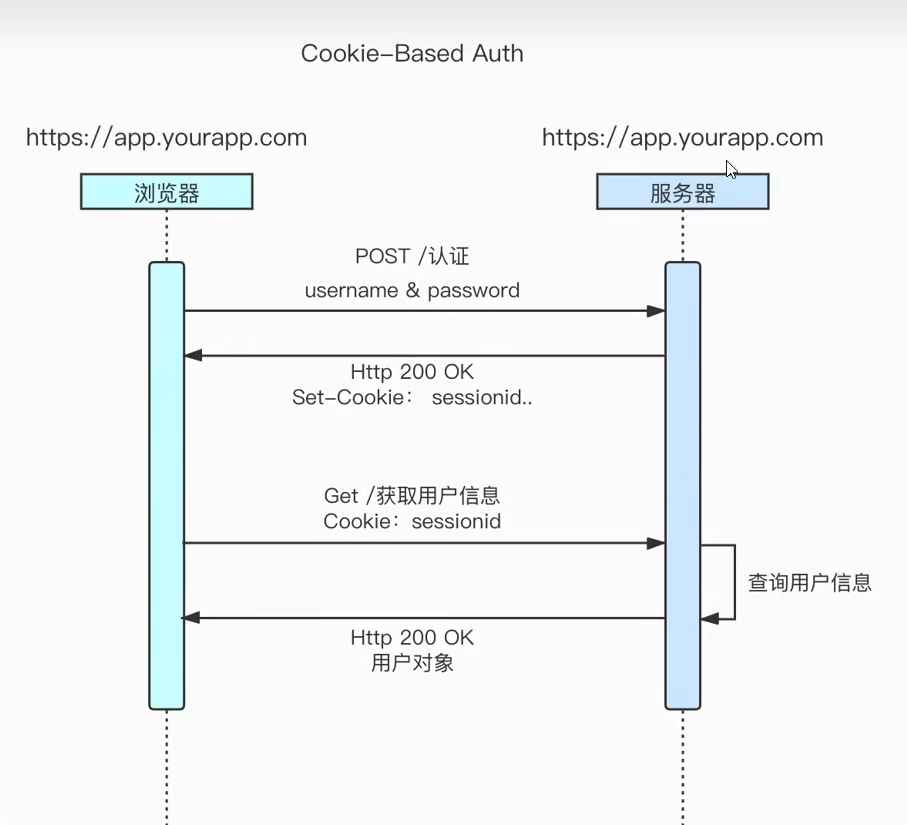 Cookie-Based Auth
https://app.yourapp.com
https://app.yourapp.com
浏览器
服务器
POST /认证
username & password
Http 200 OK
Set-Cookie： sessionid..
Get /获取用户信息
Cookie：sessionid
查询用户信息
Http 200 OK
用户对象